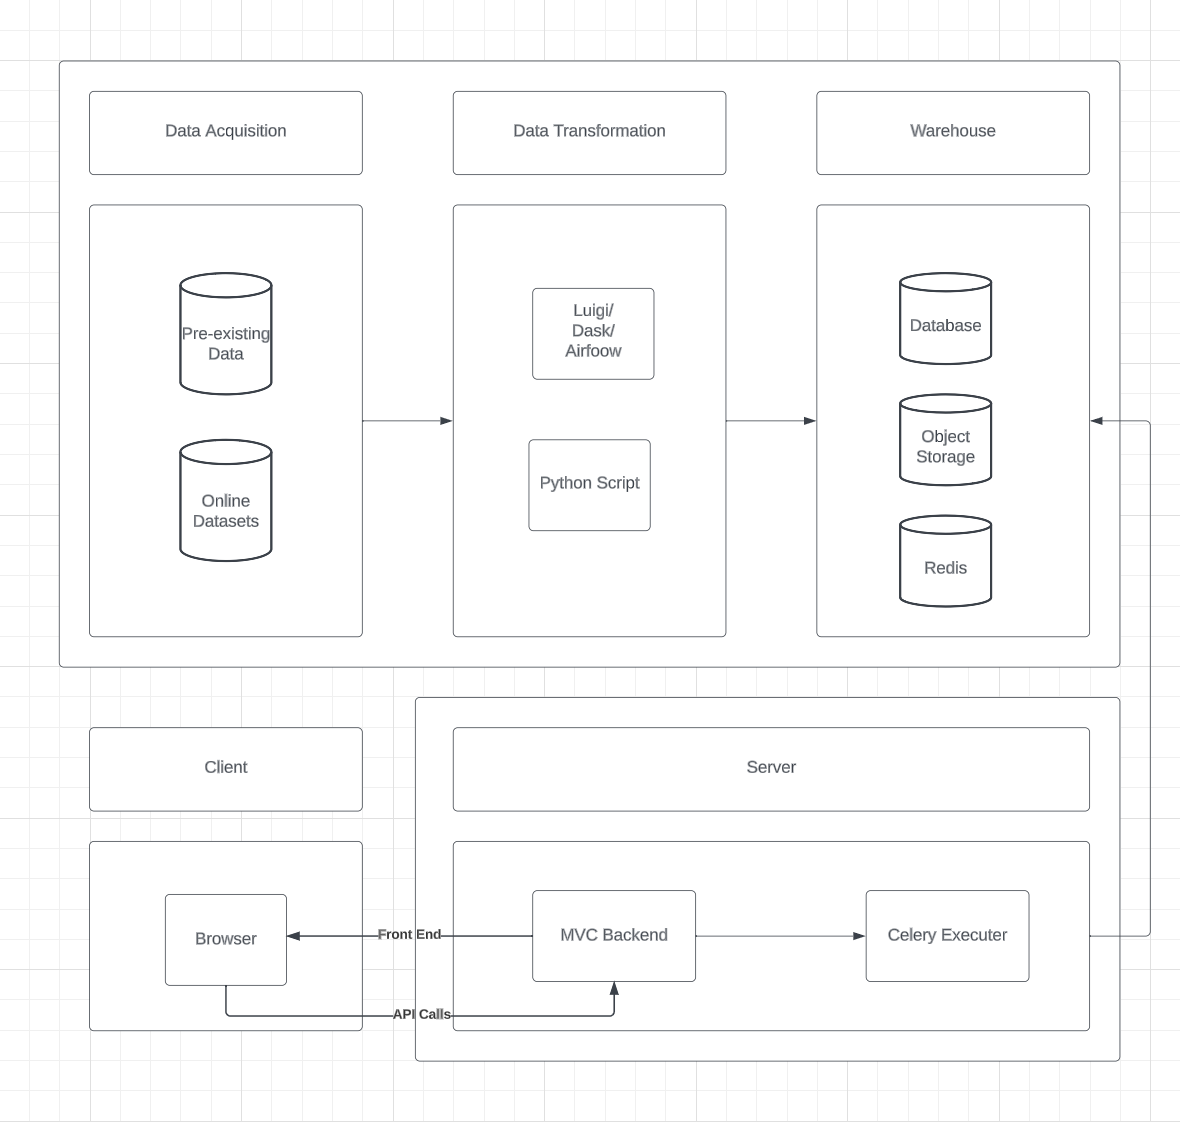 Data Acquisition
Data Transformation
Warehouse
Pre-existing
Data
Online
Datasets
Luigi/
Dask/
Airfoow
Python Script
Database
Object
Storage
Redis
Client
Server
Browser
Front End
API Calls
MVC Backend
Celery Executer